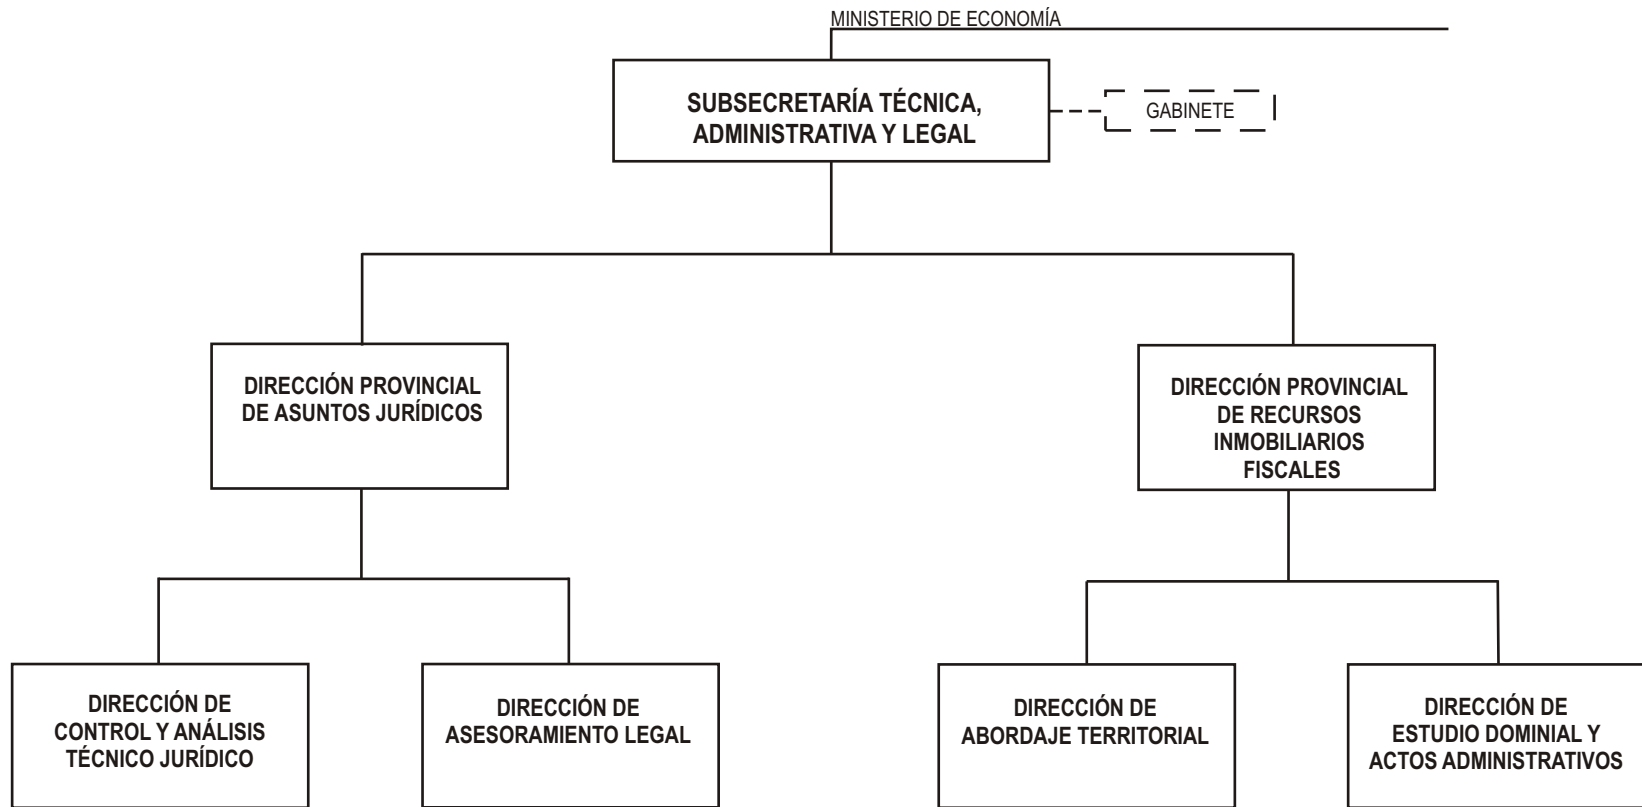 MINISTERIO DE ECONOMÍA
SUBSECRETARÍA TÉCNICA,
ADMINISTRATIVA Y LEGAL
GABINETE
DIRECCIÓN PROVINCIAL
DE ASUNTOS JURÍDICOS
DIRECCIÓN PROVINCIAL
DE RECURSOS
INMOBILIARIOS
FISCALES
DIRECCIÓN DE
CONTROL Y ANÁLISIS
TÉCNICO JURÍDICO
DIRECCIÓN DE
ASESORAMIENTO LEGAL
DIRECCIÓN DE
ABORDAJE TERRITORIAL
DIRECCIÓN DE
ESTUDIO DOMINIAL Y
ACTOS ADMINISTRATIVOS